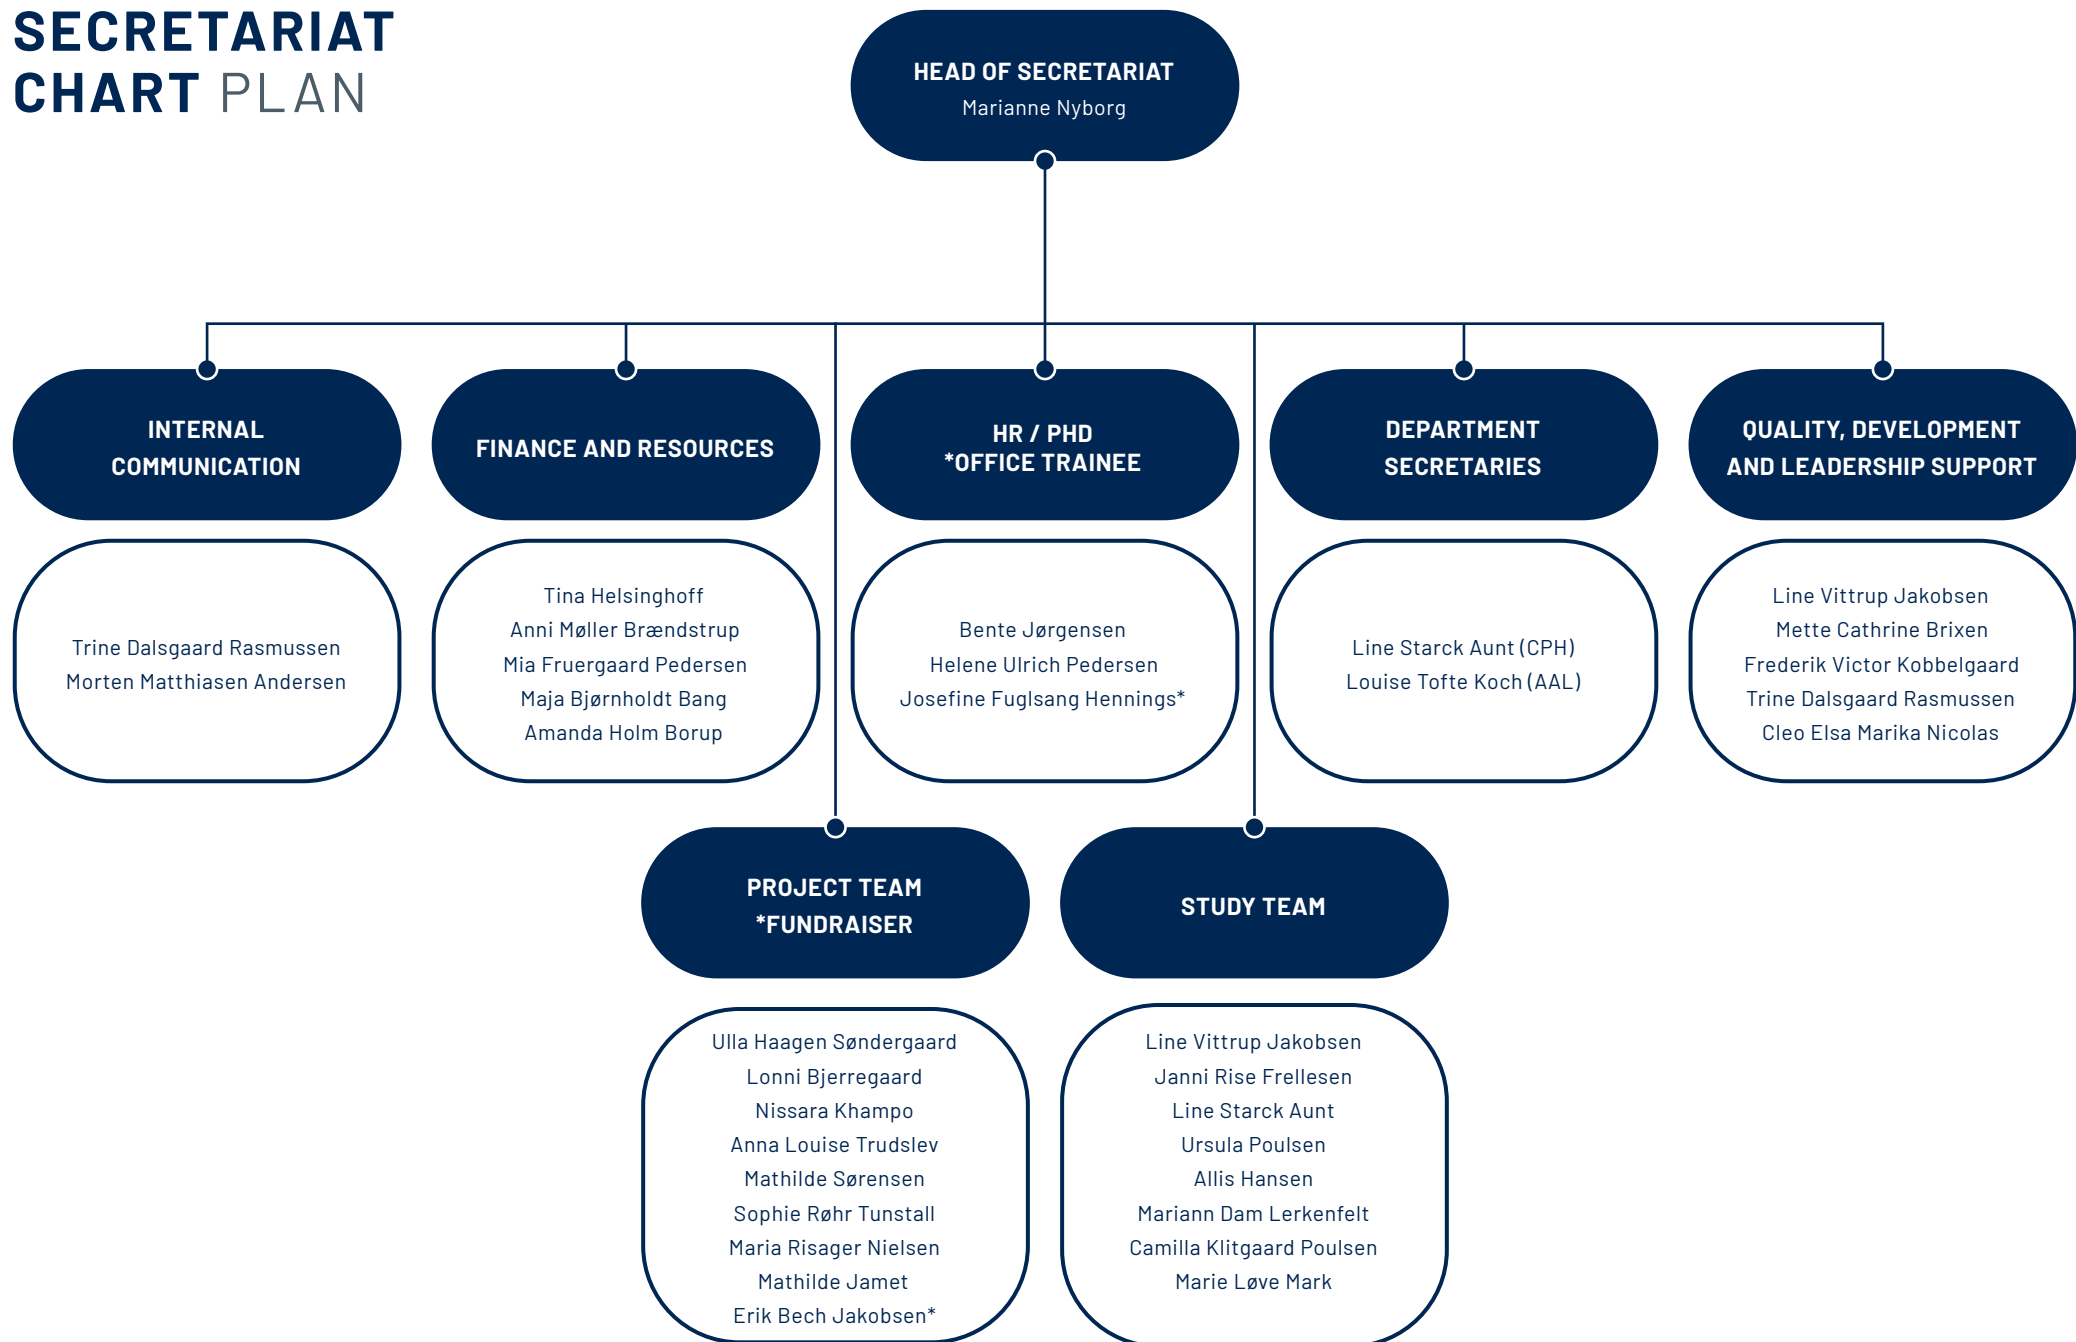 SECRETARIAT
CHART PLAN
HEAD OF SECRETARIAT
Marianne Nyborg
INTERNAL
COMMUNICATION
Trine Dalsgaard Rasmussen
Morten Matthiasen Andersen
FINANCE AND RESOURCES
Tina Helsinghoff
Anni Møller Brændstrup
Mia Fruergaard Pedersen
Maja Bjørnholdt Bang
Amanda Holm Borup
HR / PHD
*OFFICE TRAINEE
Bente Jørgensen
Helene Ulrich Pedersen
Josefine Fuglsang Hennings*
DEPARTMENT
SECRETARIES
Line Starck Aunt (CPH)
Louise Tofte Koch (AAL)
QUALITY, DEVELOPMENT
AND LEADERSHIP SUPPORT
Line Vittrup Jakobsen
Mette Cathrine Brixen
Frederik Victor Kobbelgaard
Trine Dalsgaard Rasmussen
Cleo Elsa Marika Nicolas
PROJECT TEAM
*FUNDRAISER
Ulla Haagen Søndergaard
Lonni Bjerregaard
Nissara Khampo
Anna Louise Trudslev
Mathilde Sørensen
Sophie Røhr Tunstall
Maria Risager Nielsen
Mathilde Jamet
Erik Bech Jakobsen*
STUDY TEAM
Line Vittrup Jakobsen
Janni Rise Frellesen
Line Starck Aunt
Ursula Poulsen
Allis Hansen
Mariann Dam Lerkenfelt
Camilla Klitgaard Poulsen
Marie Løve Mark